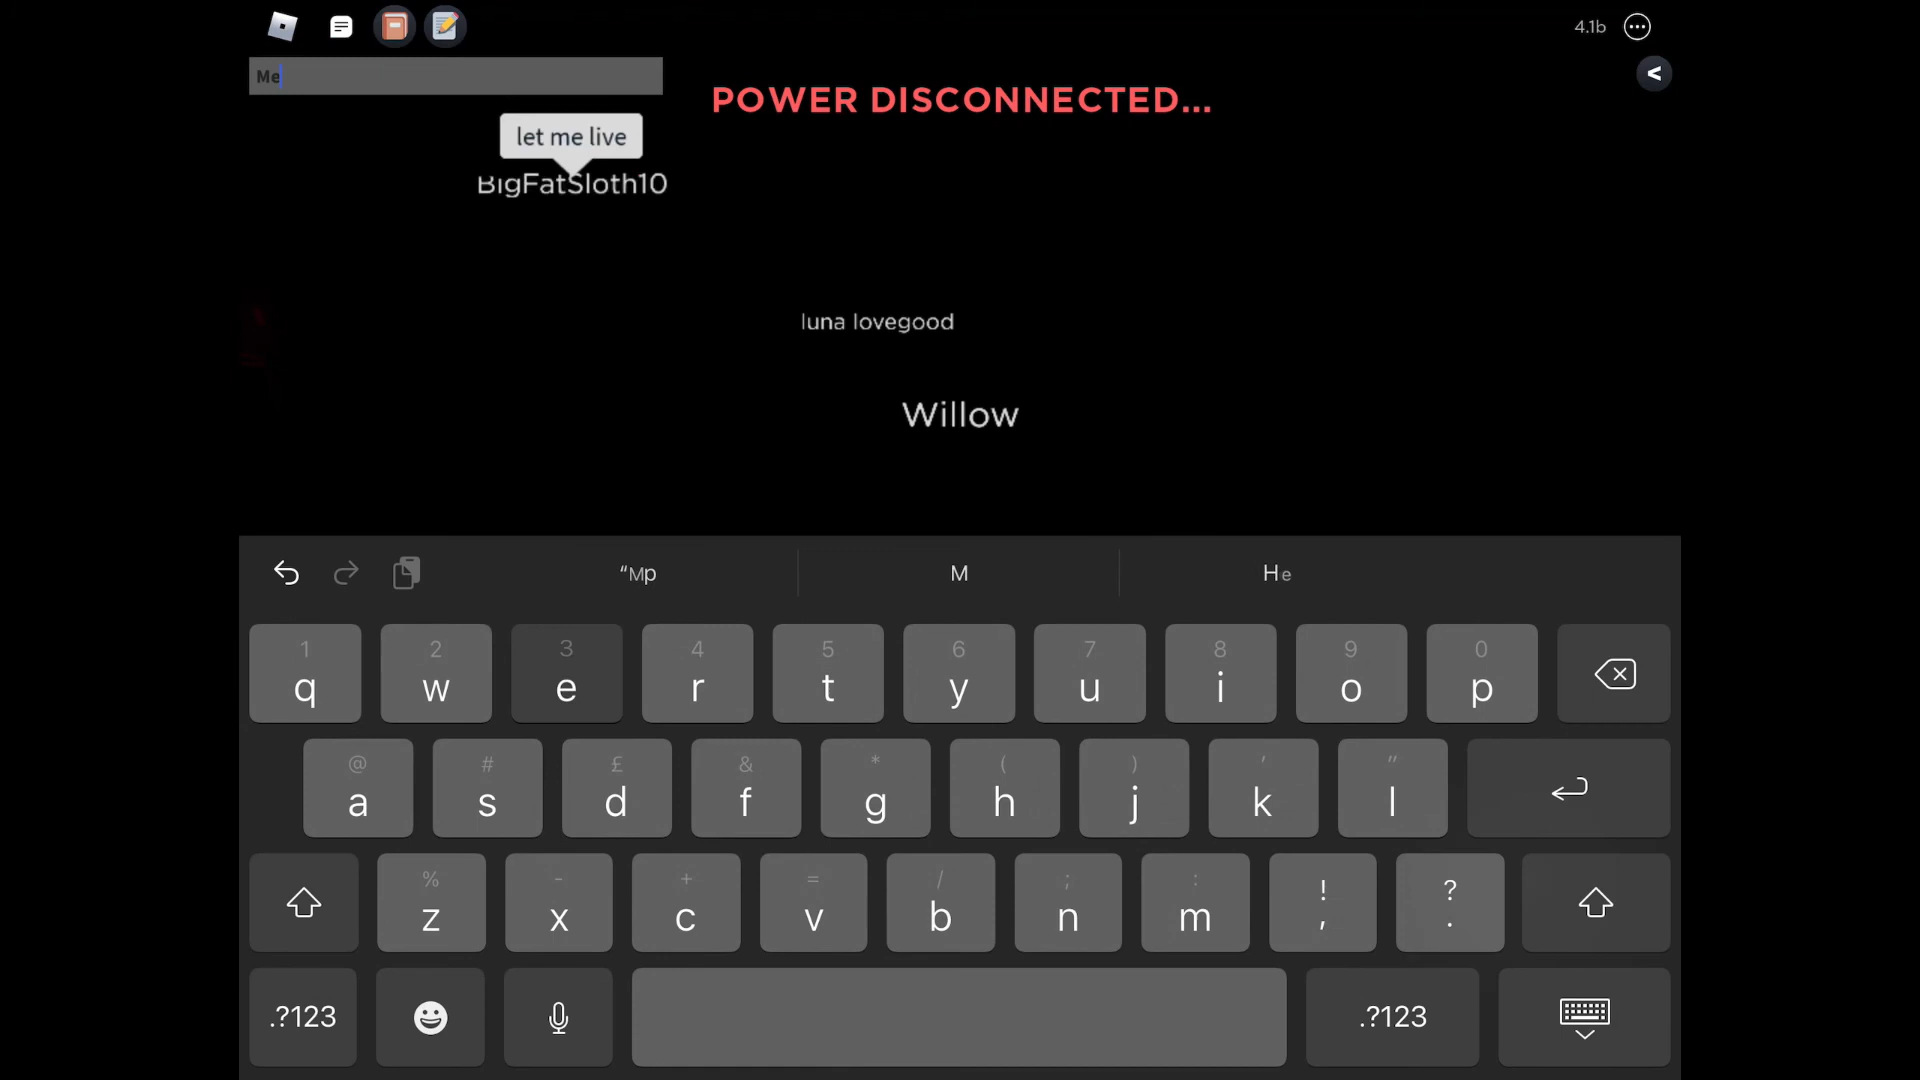 4.1b
Me
<
POWER DISCONNECTED...
let me live
BigFatSloth10
luna lovegood
Willow
“Mp M He
1 2 3 4 5 6 7 8 9 0
q w e r t y u i o p
@ # £ & * ( ) ' "
a s d f g h j k l
% - + = / ; : ! ?
z x c v b n m , .
.?123 .?123